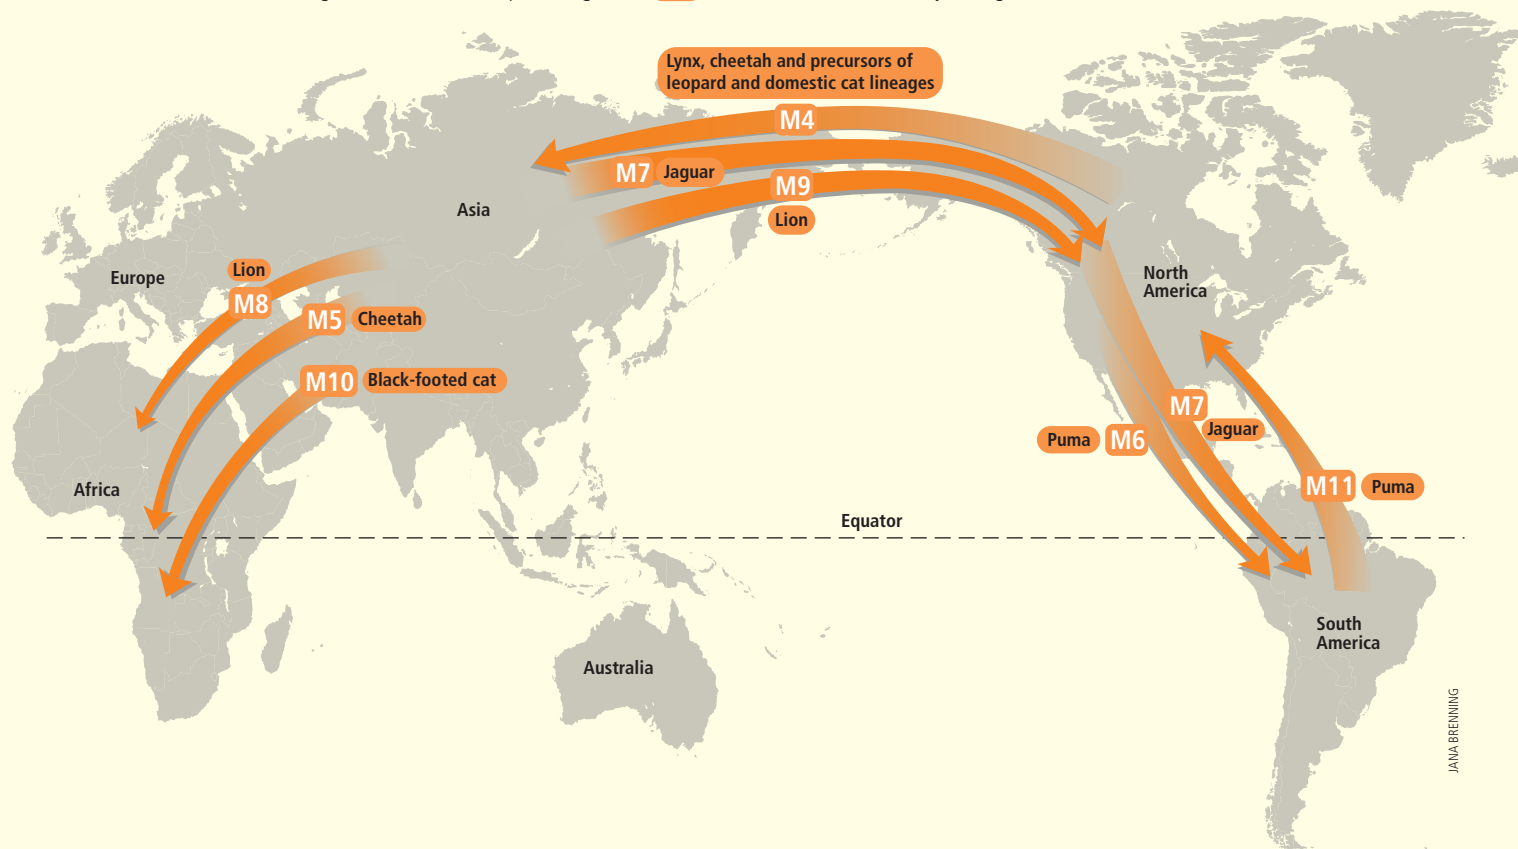 Lynx, cheetah and precursors of
leopard and domestic cat lineages
M4
M7 Jaguar
M9
Lion
Asia
Europe
Lion
M8
M5 Cheetah
M10 Black-footed cat
Africa
North
America
M7
Jaguar
Puma M6
M11 Puma
Equator
South
America
Australia
JANA BRENNING